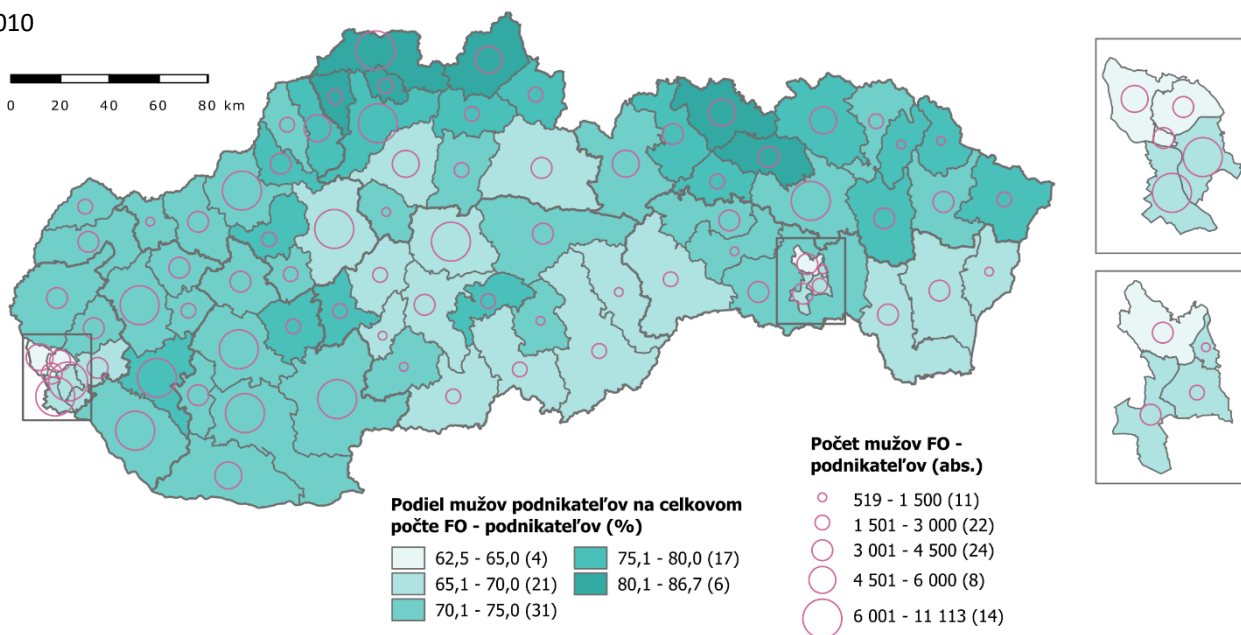 010
0 20 40 60 80 km
Podiel mužov podnikateľov na celkovom
počte FO - podnikateľov (%)
62,5 - 65,0 (4)
65,1 - 70,0 (21)
70,1 - 75,0 (31)
75,1 - 80,0 (17)
80,1 - 86,7 (6)
Počet mužov FO -
podnikateľov (abs.)
519 - 1 500 (11)
1 501 - 3 000 (22)
3 001 - 4 500 (24)
4 501 - 6 000 (8)
6 001 - 11 113 (14)